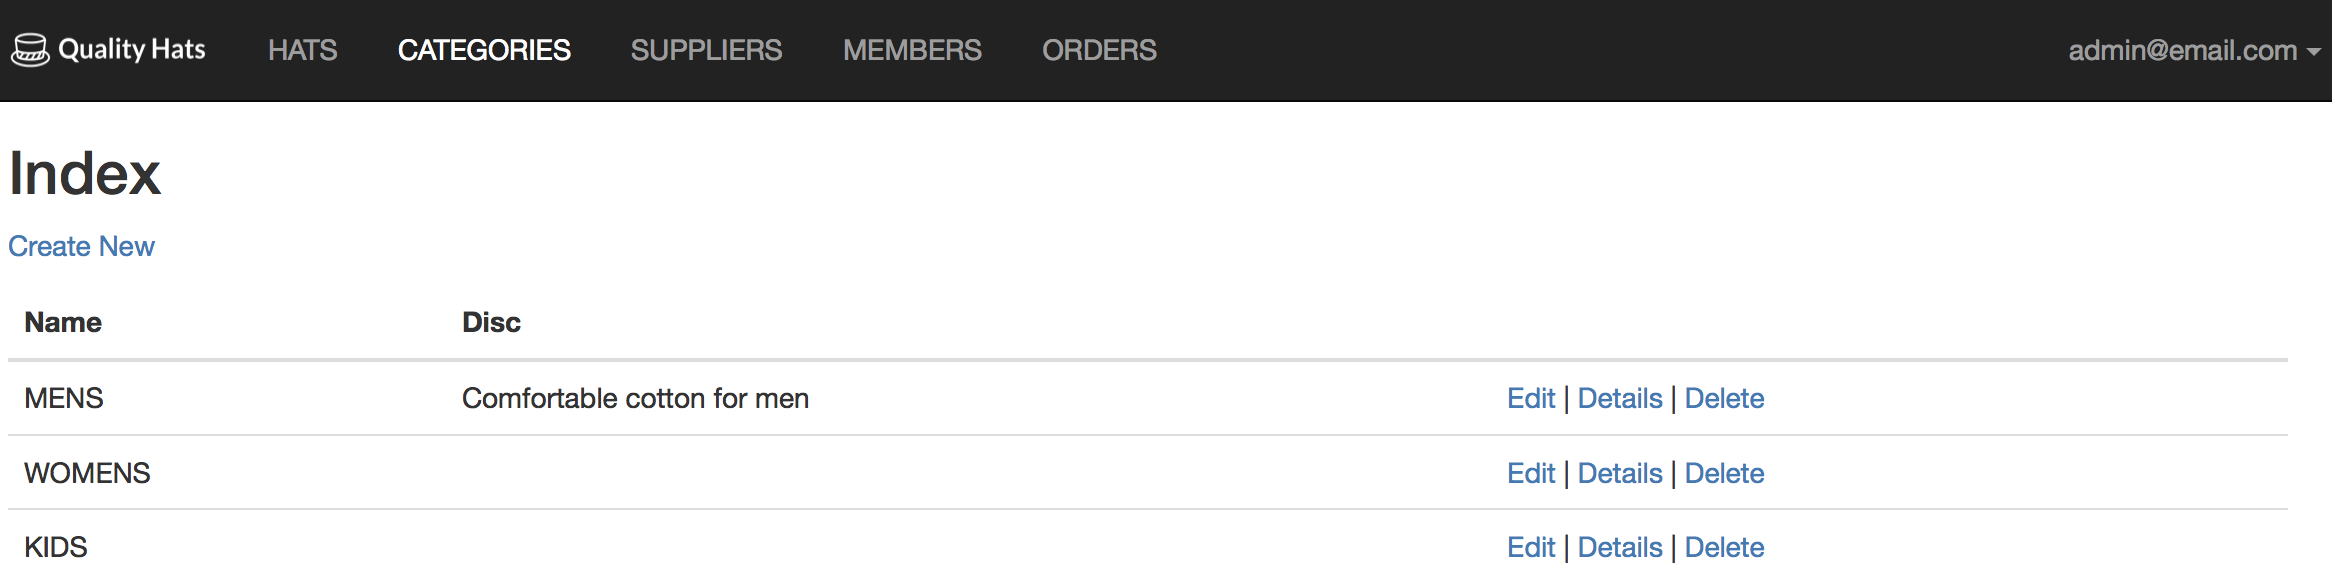 Quality Hats HATS CATEGORIES SUPPLIERS MEMBERS ORDERS admin@email.com
Index
Create New
Name Disc
MENS Comfortable cotton for men Edit | Details | Delete
WOMENS Edit | Details | Delete
KIDS Edit | Details | Delete